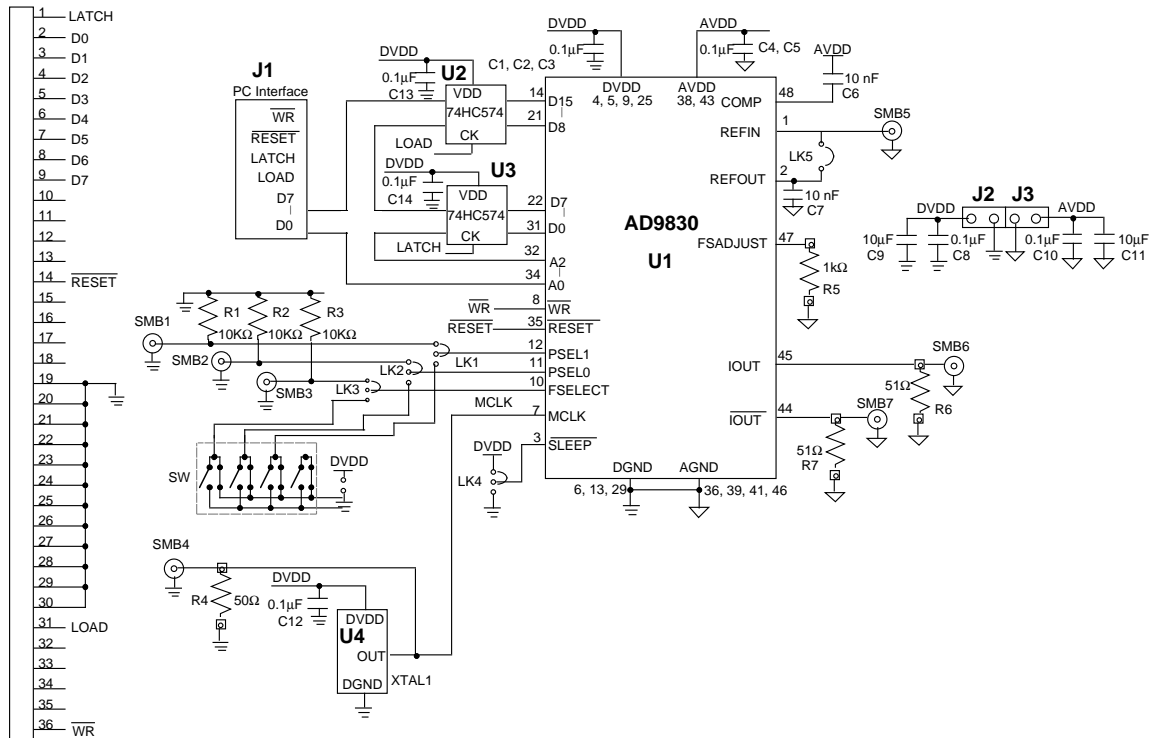 1 LATCH
2 D0
3 D1
4 D2
5 D3
6 D4
7 D5
8 D6
9 D7
10
11
12
13
14 RESET
15
16
17
18
19
20
21
22
23
24
25
26
27
28
29
30
31 LOAD
32
33
34
35
36 WR
J1
PC Interface
WR
RESET
LATCH
LOAD
D7
D0
DVDD
0.1µF
C13
U2
VDD
74HC574
CK
LOAD
DVDD
0.1µF
C14
U3
VDD
74HC574
CK
LATCH
DVDD
0.1µF
C1, C2, C3
AVDD
0.1µF
C4, C5
AVDD
10 nF
C6
DVDD
4, 5, 9, 25
AVDD
38, 43
14 D15
21 D8
22 D7
31 D0
32 A2
34 A0
WR 8 WR
RESET 35 RESET
12 PSEL1
11 PSEL0
10 FSELECT
MCLK
7 MCLK
3 SLEEP
AD9830
U1
COMP 48
REFIN 1
REFOUT 2
FSADJUST 47
IOUT 45
IOUT 44
DGND
6, 13, 29
AGND
36, 39, 41, 46
SMB5
LK5
10 nF
C7
1kΩ
R5
SMB6
51Ω
R6
SMB7
51Ω
R7
J2 J3
DVDD
AVDD
10µF
C9
0.1µF
C8
0.1µF
C10
10µF
C11
R1
10KΩ
R2
10KΩ
R3
10KΩ
SMB1
SMB2
SMB3
LK1
LK2
LK3
SW
DVDD
DVDD
LK4
SMB4
R4
50Ω
DVDD
0.1µF
C12
DVDD
U4
OUT
DGND
XTAL1